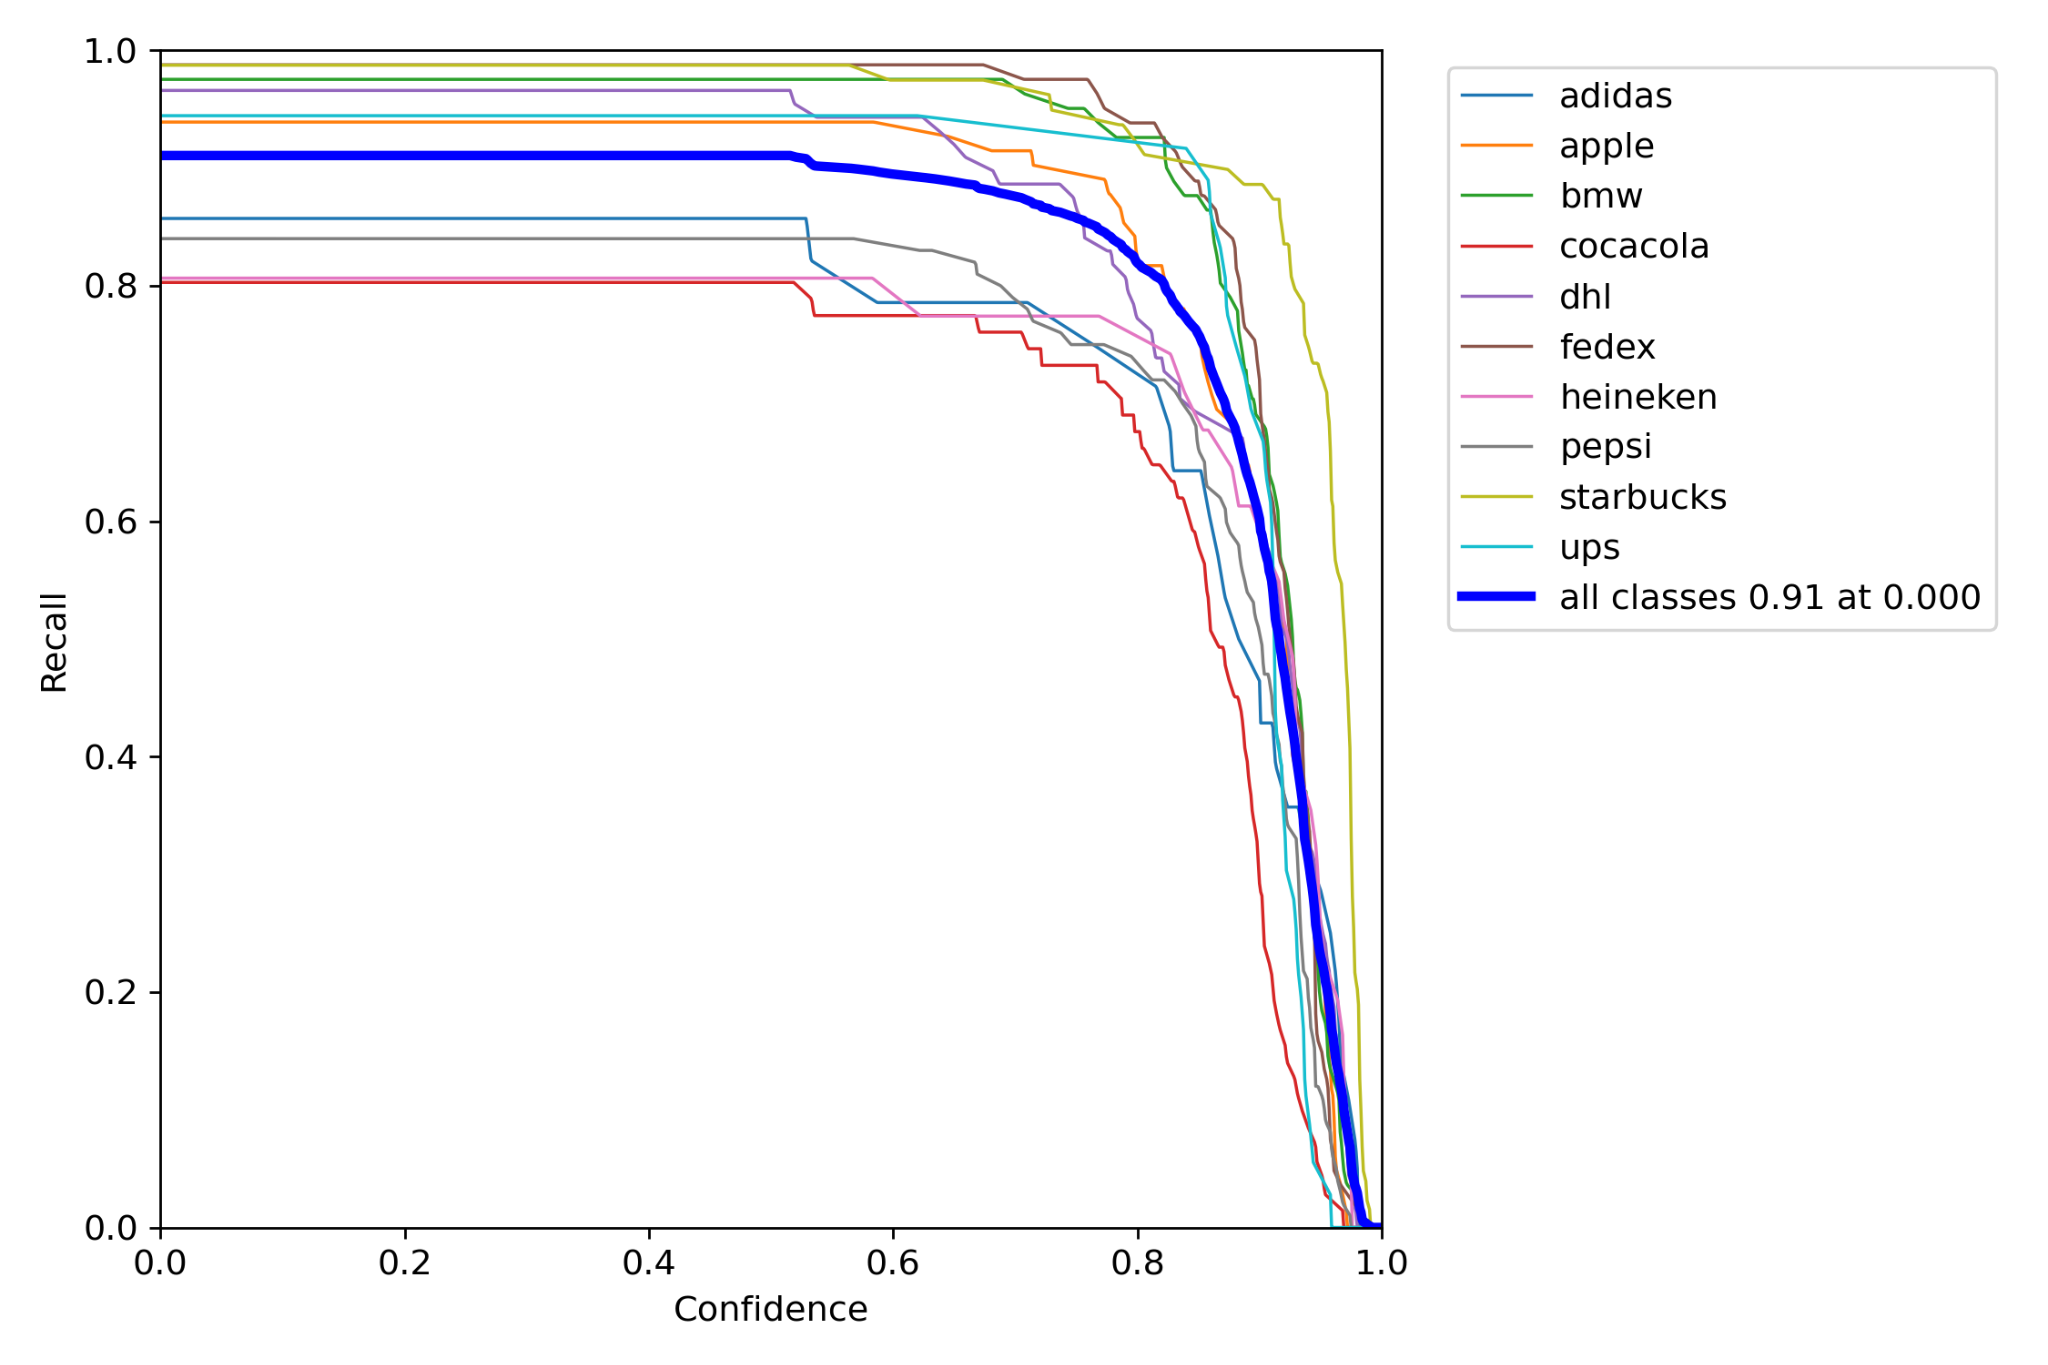 1.0
0.8
0.6
0.4
0.2
0.0
Recall
0.0 0.2 0.4 0.6 0.8 1.0
Confidence
adidas
apple
bmw
cocacola
dhl
fedex
heineken
pepsi
starbucks
ups
all classes 0.91 at 0.000